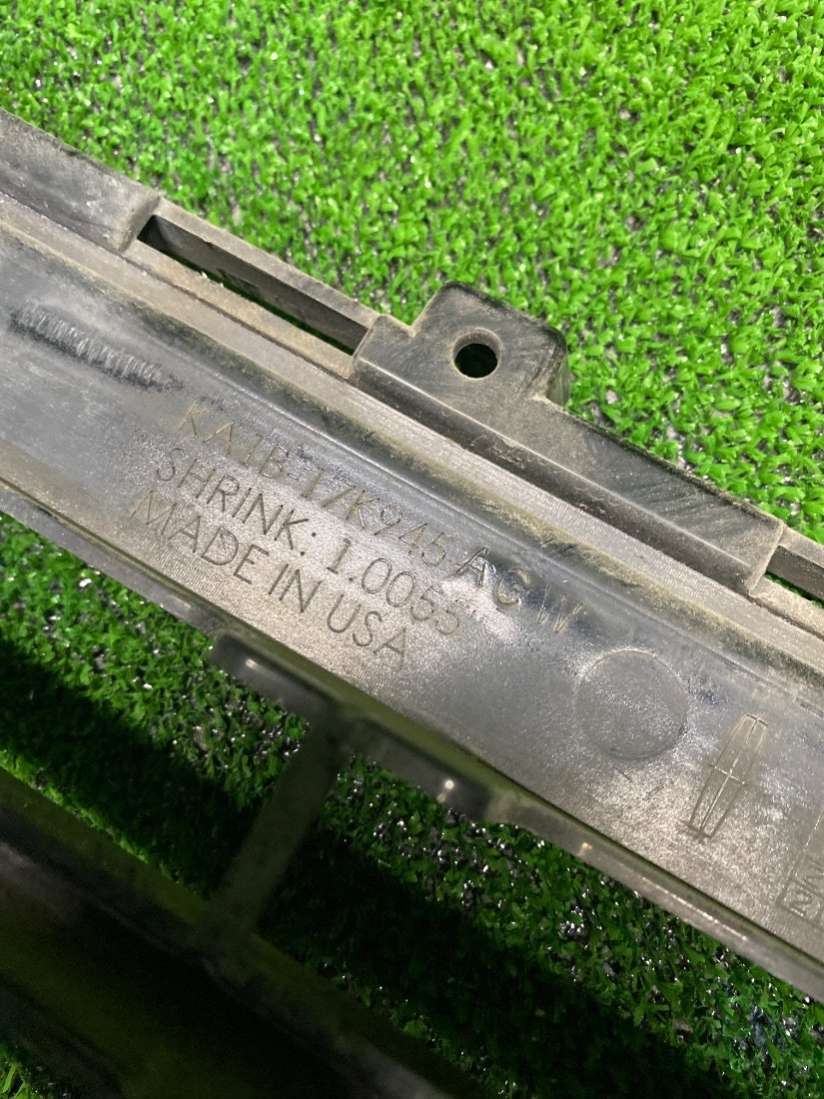 KA1B-17K945-ACW
SHRINK: 1.0055
MADE IN USA